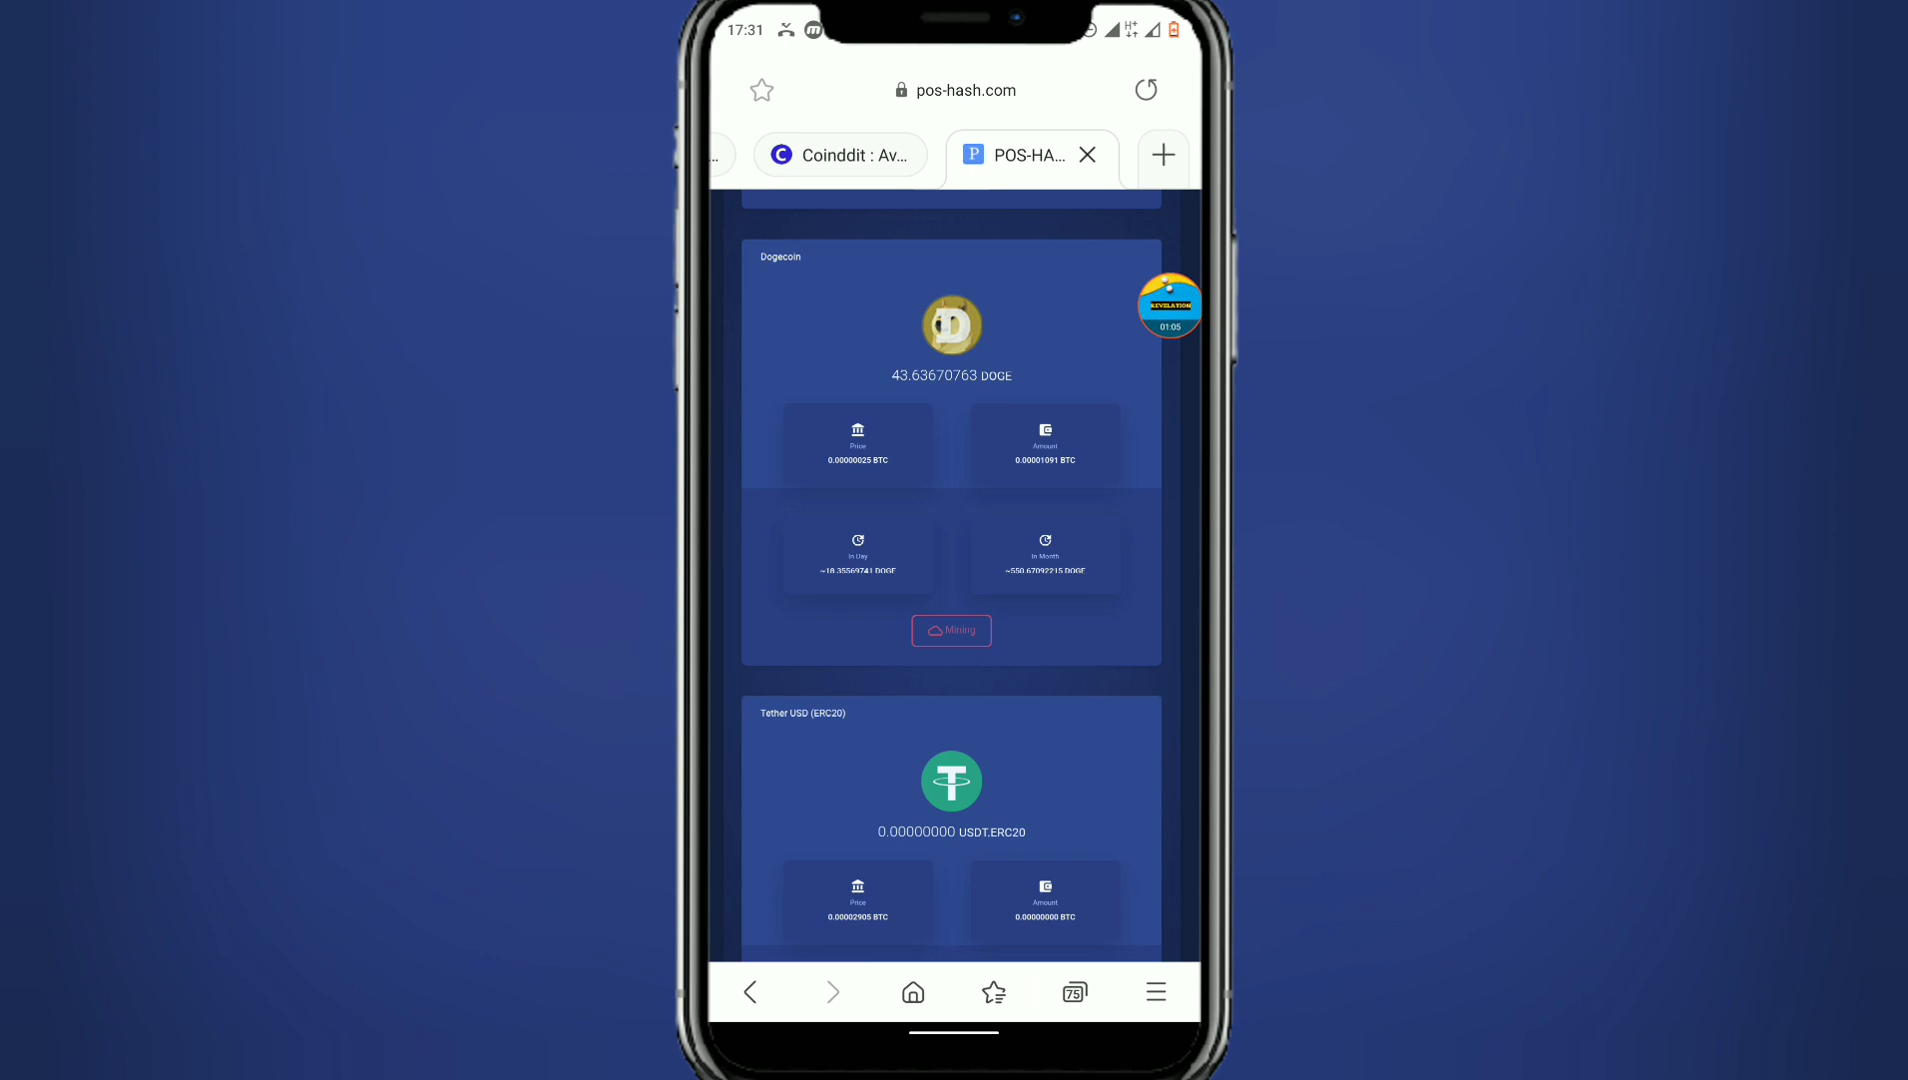 17:31
H+
pos-hash.com
...
C Coinddit : Av...
P POS-HA...
Dogecoin
REVELATION
01:05
D
43.63670763 DOGE
Price
0.00000025 BTC
Amount
0.00001091 BTC
In Day
~18.35569741 DOGE
In Month
~550.67092215 DOGE
Mining
Tether USD (ERC20)
0.00000000 USDT.ERC20
Price
0.00002905 BTC
Amount
0.00000000 BTC
75